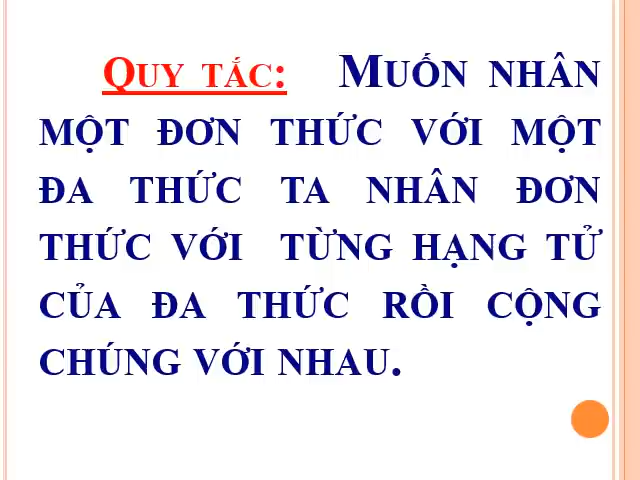 QUY TẮC: MUỐN NHÂN
MỘT ĐƠN THỨC VỚI MỘT
ĐA THỨC TA NHÂN ĐƠN
THỨC VỚI TỪNG HẠNG TỬ
CỦA ĐA THỨC RỒI CỘNG
CHÚNG VỚI NHAU.